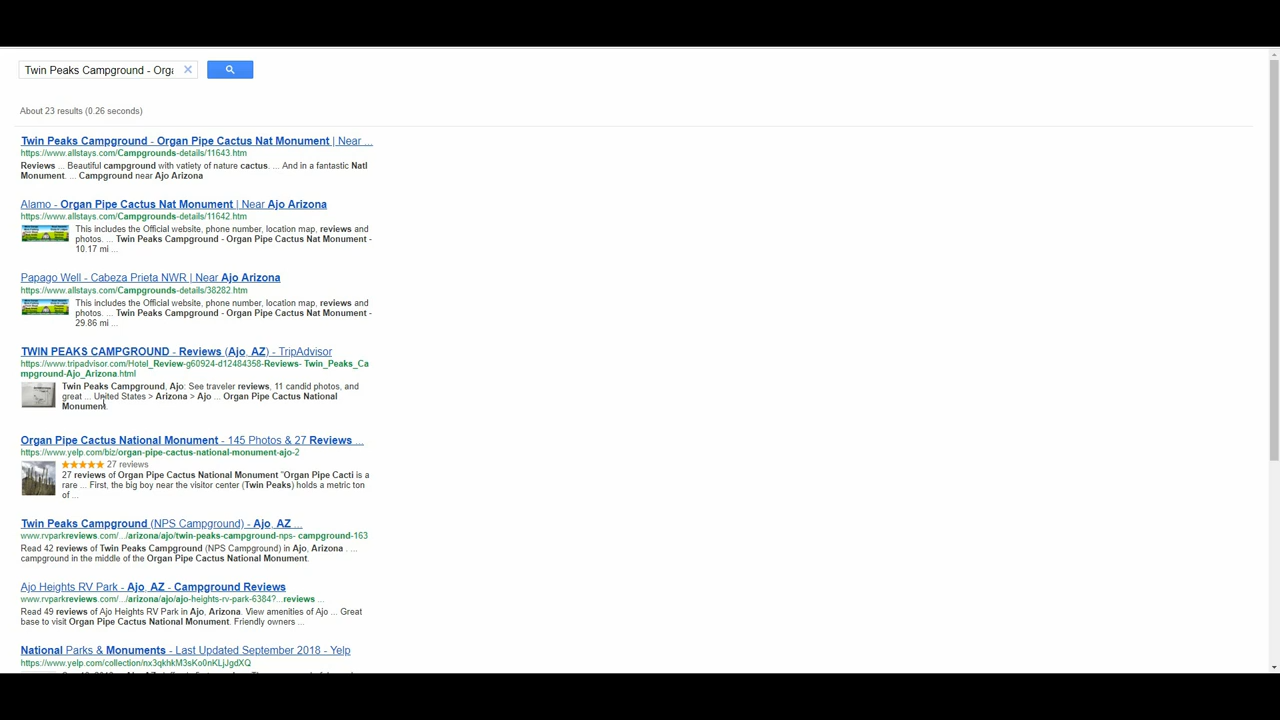 Twin Peaks Campground - Orga
About 23 results (0.26 seconds)
Twin Peaks Campground - Organ Pipe Cactus Nat Monument | Near ...
https://www.allstays.com/Campgrounds-details/11643.htm
Reviews ... Beautiful campground with vatiety of nature cactus. ... And in a fantastic Natl
Monument. ... Campground near Ajo Arizona
Alamo - Organ Pipe Cactus Nat Monument | Near Ajo Arizona
https://www.allstays.com/Campgrounds-details/11642.htm
This includes the Official website, phone number, location map, reviews and
photos. ... Twin Peaks Campground - Organ Pipe Cactus Nat Monument -
10.17 mi ...
Papago Well - Cabeza Prieta NWR | Near Ajo Arizona
https://www.allstays.com/Campgrounds-details/38282.htm
This includes the Official website, phone number, location map, reviews and
photos. ... Twin Peaks Campground - Organ Pipe Cactus Nat Monument -
29.86 mi ...
TWIN PEAKS CAMPGROUND - Reviews (Ajo, AZ) - TripAdvisor
https://www.tripadvisor.com/Hotel_Review-g60924-d12484358-Reviews- Twin_Peaks_Ca
mpground-Ajo_Arizona.html
Twin Peaks Campground, Ajo: See traveler reviews, 11 candid photos, and
great ... United States > Arizona > Ajo ... Organ Pipe Cactus National
Monument.
Organ Pipe Cactus National Monument - 145 Photos & 27 Reviews ...
https://www.yelp.com/biz/organ-pipe-cactus-national-monument-ajo-2
27 reviews
27 reviews of Organ Pipe Cactus National Monument "Organ Pipe Cacti is a
rare ... First, the big boy near the visitor center (Twin Peaks) holds a metric ton
of ...
Twin Peaks Campground (NPS Campground) - Ajo, AZ ...
www.rvparkreviews.com/.../arizona/ajo/twin-peaks-campground-nps- campground-163
Read 42 reviews of Twin Peaks Campground (NPS Campground) in Ajo, Arizona . ...
campground in the middle of the Organ Pipe Cactus National Monument.
Ajo Heights RV Park - Ajo, AZ - Campground Reviews
www.rvparkreviews.com/.../arizona/ajo/ajo-heights-rv-park-6384?...reviews ...
Read 49 reviews of Ajo Heights RV Park in Ajo, Arizona. View amenities of Ajo ... Great
base to visit Organ Pipe Cactus National Monument. Friendly owners ...
National Parks & Monuments - Last Updated September 2018 - Yelp
https://www.yelp.com/collection/nx3qkhkM3sKo0nKLjJgdXQ